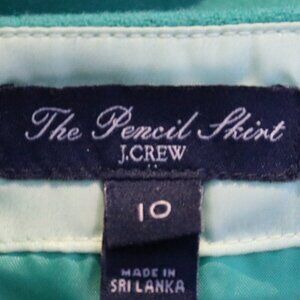 The Pencil Skirt
J.CREW
10
MADE IN
SRI LANKA